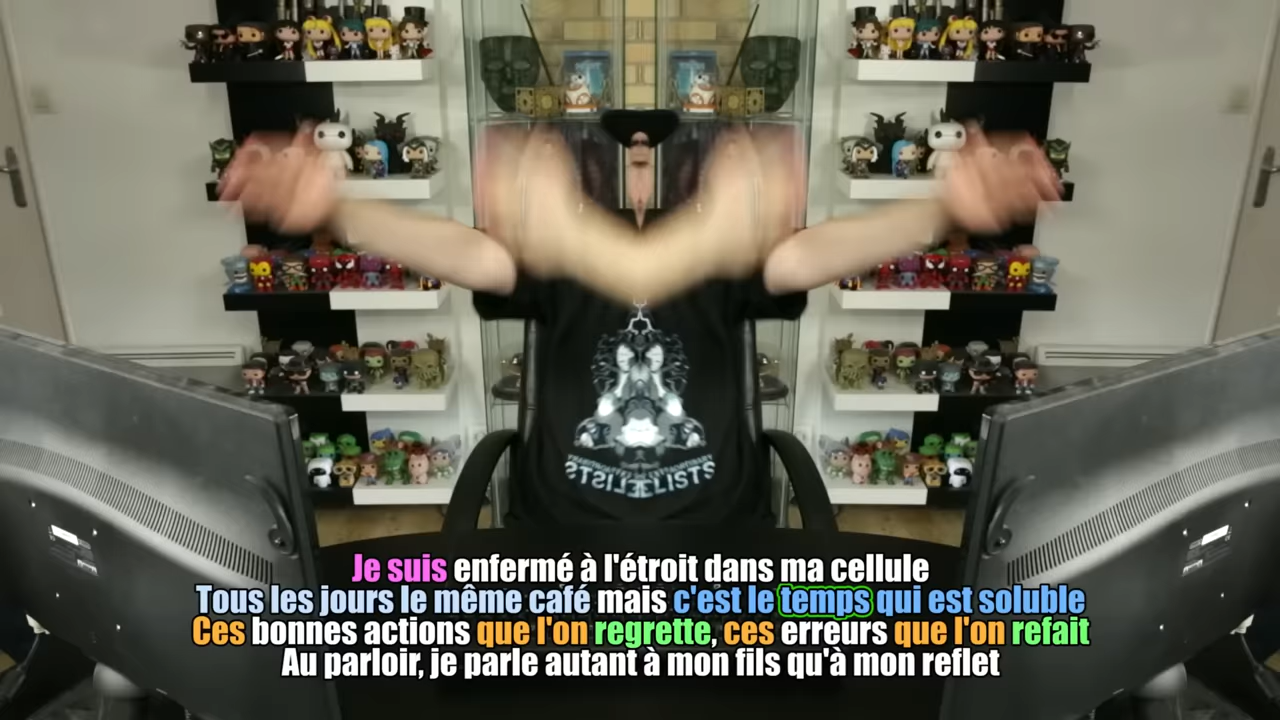 Je suis enfermé à l'étroit dans ma cellule
Tous les jours le même café mais c'est le temps qui est soluble
Ces bonnes actions que l'on regrette, ces erreurs que l'on refait
Au parloir, je parle autant à mon fils qu'à mon reflet